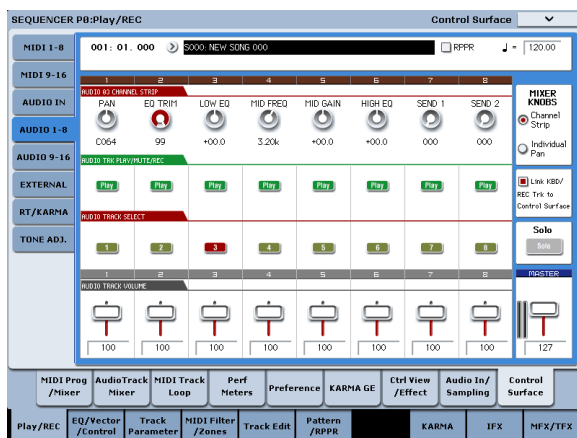 SEQUENCER P0:Play/REC Control Surface
MIDI 1-8
001: 01. 000 S000: NEW SONG 000 RPPR ♩ = 120.00
MIDI 9-16
AUDIO IN
AUDIO 1-8
AUDIO 9-16
EXTERNAL
RT/KARMA
TONE ADJ.
1 2 3 4 5 6 7 8
AUDIO 03 CHANNEL STRIP
PAN EQ TRIM LOW EQ MID FREQ MID GAIN HIGH EQ SEND 1 SEND 2
C064 99 +00.0 3.20k +00.0 +00.0 000 000
AUDIO TRK PLAY/MUTE/REC
Play Play Play Play Play Play Play Play
AUDIO TRACK SELECT
1 2 3 4 5 6 7 8
1 2 3 4 5 6 7 8
AUDIO TRACK VOLUME
100 100 100 100 100 100 100 100
MIXER
KNOBS
Channel
Strip
Individual
Pan
Link KBD/
REC Trk to
Control Surface
Solo
Solo
MASTER
127
MIDI Prog
/Mixer
AudioTrack
Mixer
MIDI Track
Loop
Perf
Meters
Preference
KARMA GE
Ctrl View
/Effect
Audio In/
Sampling
Control
Surface
Play/REC
EQ/Vector
/Control
Track
Parameter
MIDI Filter
/Zones
Track Edit
Pattern
/RPPR
KARMA
IFX
MFX/TFX